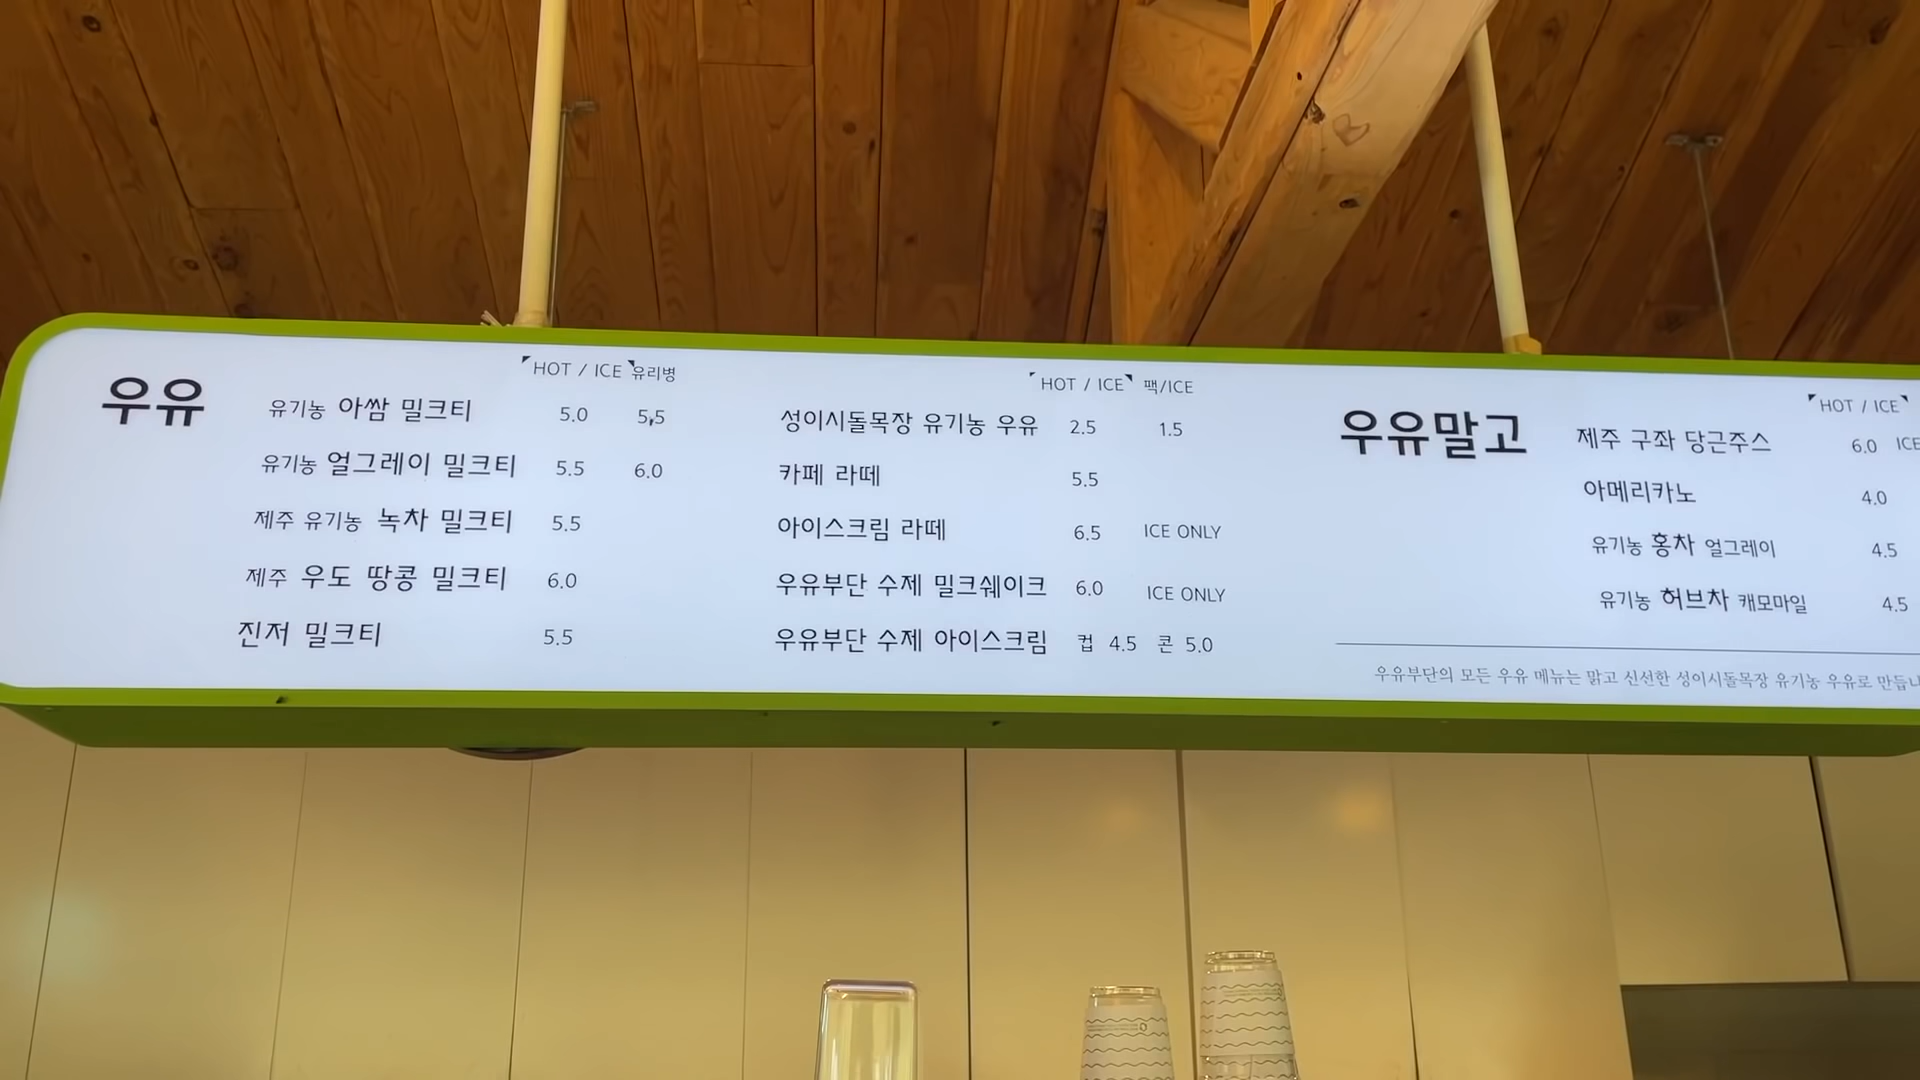 HOT / ICE 유리병
우유
유기농 아쌈 밀크티 5.0 5,5
유기농 얼그레이 밀크티 5.5 6.0
제주 유기농 녹차 밀크티 5.5
제주 우도 땅콩 밀크티 6.0
진저 밀크티 5.5
HOT / ICE 팩/ICE
성이시돌목장 유기농 우유 2.5 1.5
카페 라떼 5.5
아이스크림 라떼 6.5 ICE ONLY
우유부단 수제 밀크쉐이크 6.0 ICE ONLY
우유부단 수제 아이스크림 컵 4.5 콘 5.0
HOT / ICE
우유말고
제주 구좌 당근주스 6.0 ICE
아메리카노 4.0
유기농 홍차 얼그레이 4.5
유기농 허브차 캐모마일 4.5
우유부단의 모든 우유 메뉴는 맑고 신선한 성이시돌목장 유기농 우유로